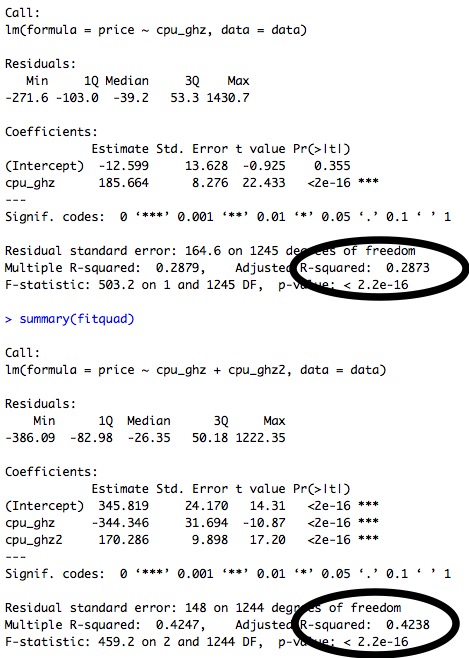 Call:
lm(formula = price ~ cpu_ghz, data = data)
Residuals:
Min 1Q Median 3Q Max
-271.6 -103.0 -39.2 53.3 1430.7
Coefficients:
Estimate Std. Error t value Pr(>|t|)
(Intercept) -12.599 13.628 -0.925 0.355
cpu_ghz 185.664 8.276 22.433 <2e-16 ***
---
Signif. codes: 0 ‘***’ 0.001 ‘**’ 0.01 ‘*’ 0.05 ‘.’ 0.1 ‘ ’ 1
Residual standard error: 164.6 on 1245 degrees of freedom
Multiple R-squared: 0.2879, Adjusted R-squared: 0.2873
F-statistic: 503.2 on 1 and 1245 DF, p-value: < 2.2e-16
> summary(fitquad)
Call:
lm(formula = price ~ cpu_ghz + cpu_ghz2, data = data)
Residuals:
Min 1Q Median 3Q Max
-386.09 -82.98 -26.35 50.18 1222.35
Coefficients:
Estimate Std. Error t value Pr(>|t|)
(Intercept) 345.819 24.170 14.31 <2e-16 ***
cpu_ghz -344.346 31.694 -10.87 <2e-16 ***
cpu_ghz2 170.286 9.898 17.20 <2e-16 ***
---
Signif. codes: 0 ‘***’ 0.001 ‘**’ 0.01 ‘*’ 0.05 ‘.’ 0.1 ‘ ’ 1
Residual standard error: 148 on 1244 degrees of freedom
Multiple R-squared: 0.4247, Adjusted R-squared: 0.4238
F-statistic: 459.2 on 2 and 1244 DF, p-value: < 2.2e-16